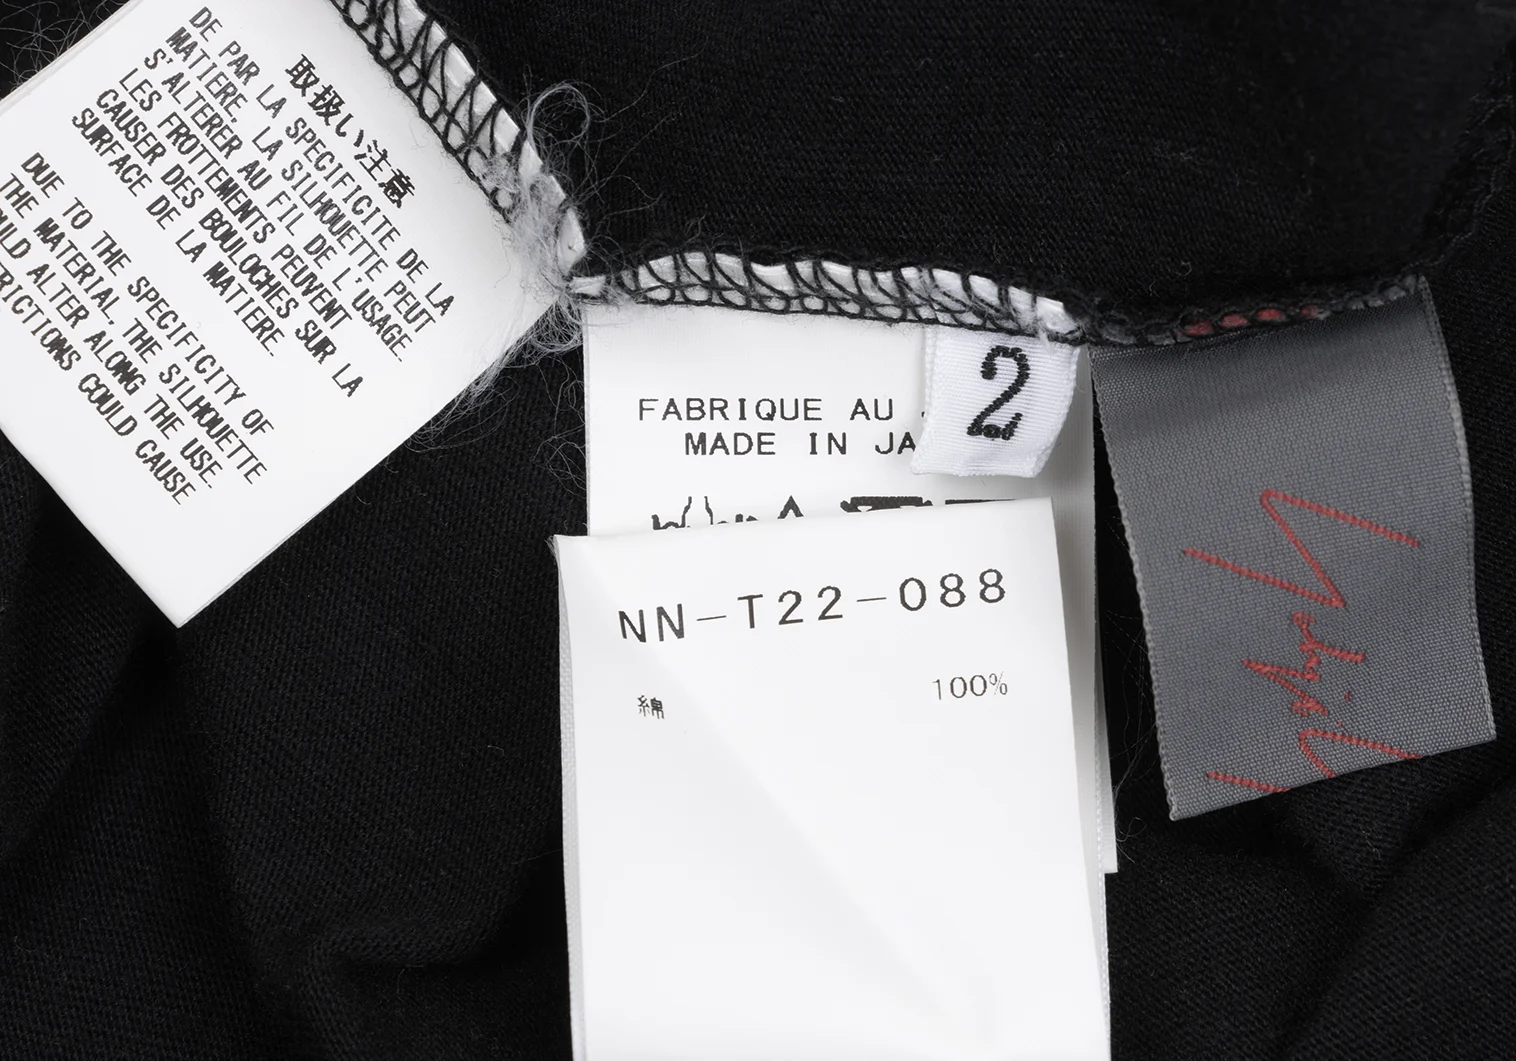 取扱い注意
DE PAR LA SPECIFICITE DE LA
MATIERE, LA SILHOUETTE PEUT
S'ALTERER AU FIL DE L'USAGE.
LES FROTTEMENTS PEUVENT
CAUSER DES BOULOCHES SUR LA
SURFACE DE LA MATIERE.
DUE TO THE SPECIFICITY OF
THE MATERIAL, THE SILHOUETTE
ULD ALTER ALONG THE USE.
RICTIONS COULD CAUSE
FABRIQUE AU
MADE IN JA
2
NN-T22-088
綿 100%
Yohji